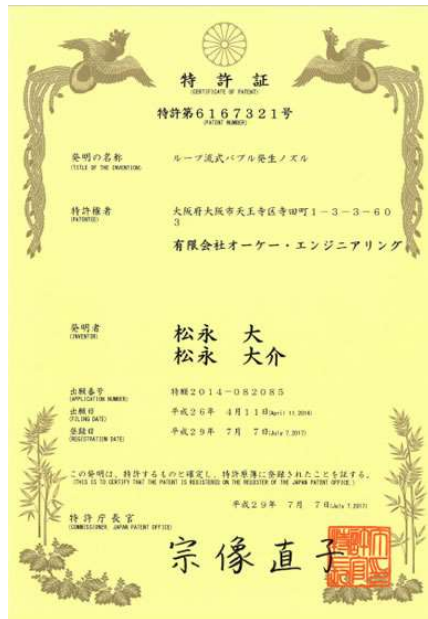 特許証
(CERTIFICATE OF PATENT)
特許第6167321号
(PATENT NUMBER)
発明の名称 ループ流式バブル発生ノズル
(TITLE OF THE INVENTION)
特許権者 大阪府大阪市天王寺区寺田町1-3-3-60
(PATENTEE) 3
有限会社オーケー・エンジニアリング
発明者 松永 大
(INVENTOR) 松永 大介
出願番号 特願2014-082085
(APPLICATION NUMBER)
出願日 平成26年 4月11日(April 11,2014)
(FILING DATE)
登録日 平成29年 7月 7日(July 7,2017)
(REGISTRATION DATE)
この発明は、特許するものと確定し、特許原簿に登録されたことを証する。
(THIS IS TO CERTIFY THAT THE PATENT IS REGISTERED ON THE REGISTER OF THE JAPAN PATENT OFFICE.)
平成29年 7月 7日(July 7,2017)
特許庁長官
(COMMISSIONER, JAPAN PATENT OFFICE)
宗像直子